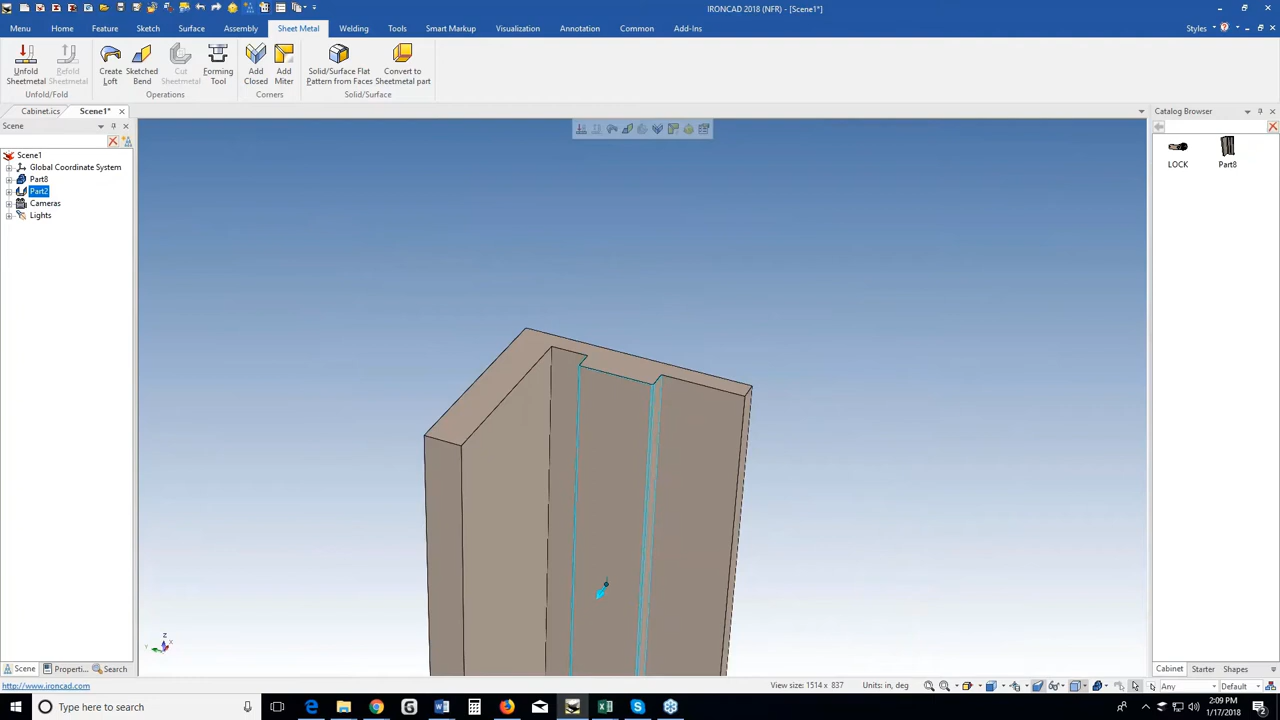 IRONCAD 2018 (NFR) - [Scene1*]
Menu Home Feature Sketch Surface Assembly Sheet Metal Welding Tools Smart Markup Visualization Annotation Common Add-Ins Styles
Unfold Sheetmetal
Refold Sheetmetal
Create Loft
Sketched Bend
Cut Sheetmetal
Forming Tool
Add Closed
Add Miter
Solid/Surface Flat Pattern from Faces
Convert to Sheetmetal part
Unfold/Fold Operations Corners Solid/Surface
Cabinet.ics Scene1* Catalog Browser
Scene
Scene1
Global Coordinate System
Part8
Part2
Cameras
Lights
LOCK Part8
Z
Y X
Scene Properti... Search Cabinet Starter Shapes
http://www.ironcad.com View size: 1514 x 837 Units: in, deg Any Default
Type here to search
2:09 PM
1/17/2018